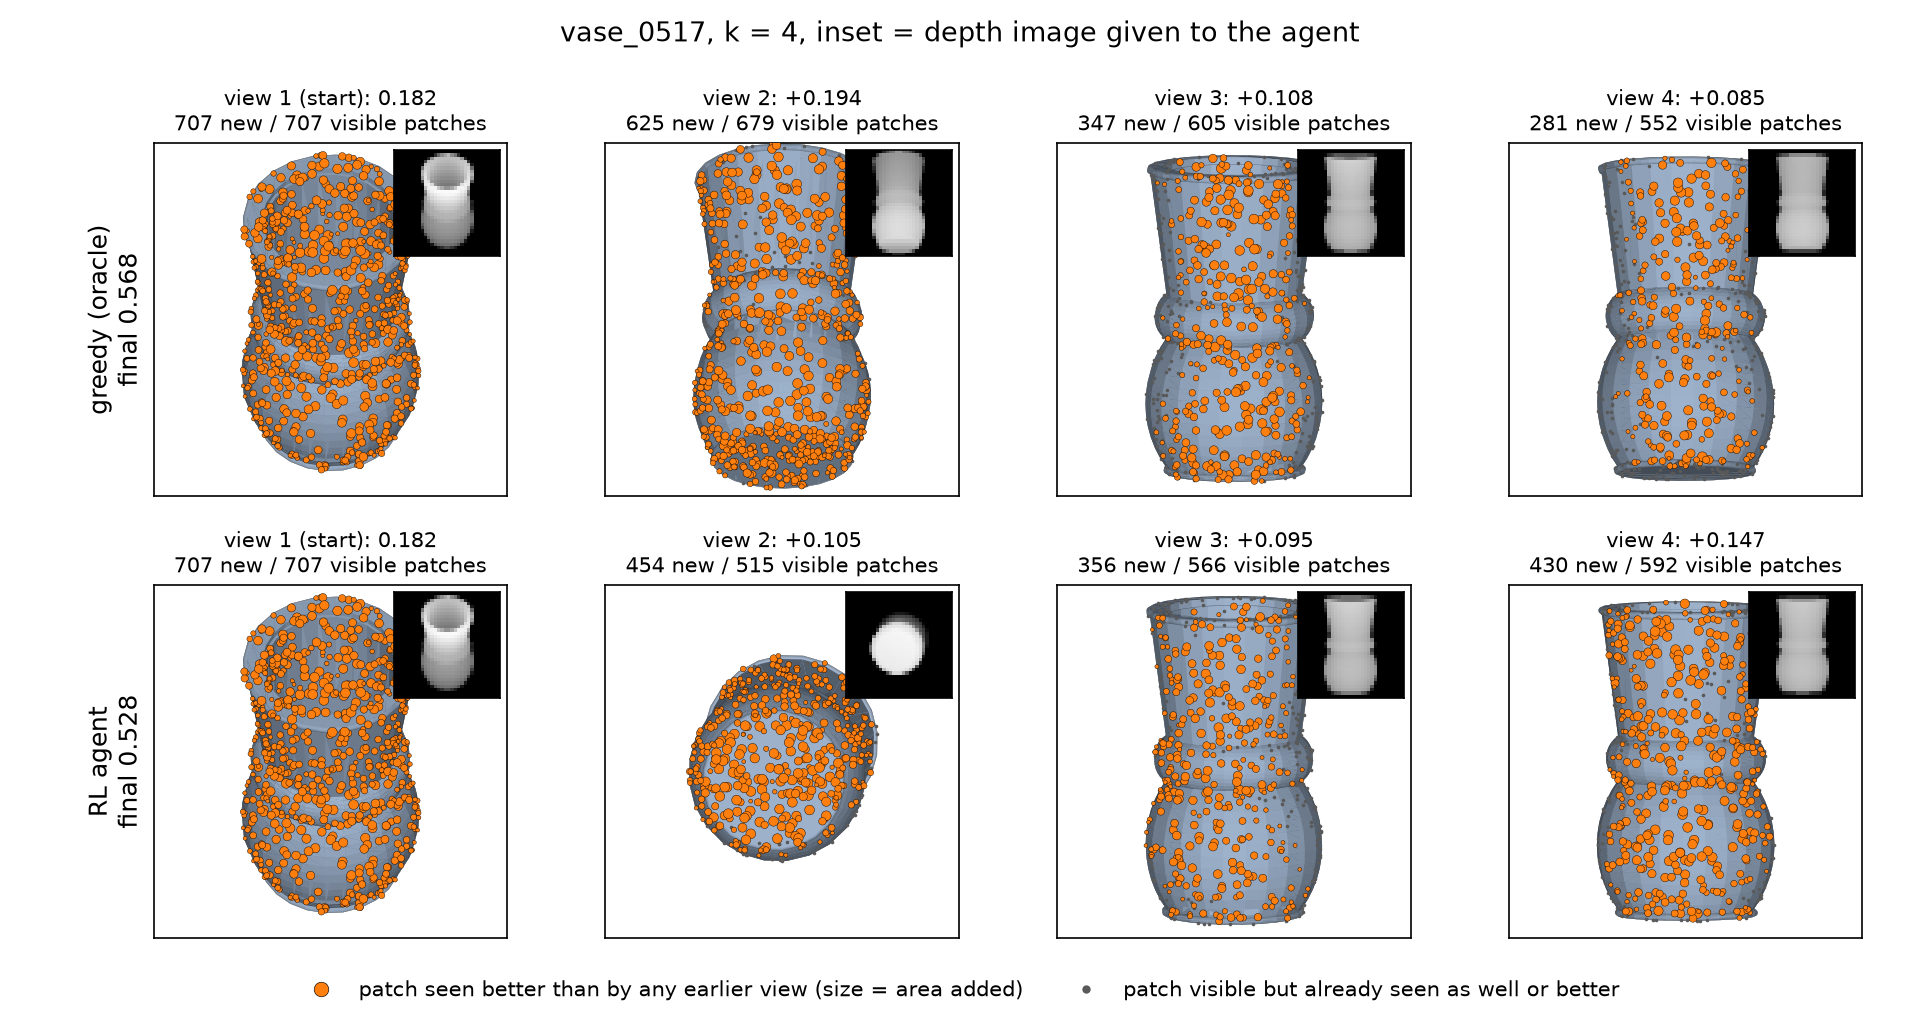 vase_0517, k = 4, inset = depth image given to the agent
view 1 (start): 0.182
707 new / 707 visible patches
view 2: +0.194
625 new / 679 visible patches
view 3: +0.108
347 new / 605 visible patches
view 4: +0.085
281 new / 552 visible patches
greedy (oracle)
final 0.568
view 1 (start): 0.182
707 new / 707 visible patches
view 2: +0.105
454 new / 515 visible patches
view 3: +0.095
356 new / 566 visible patches
view 4: +0.147
430 new / 592 visible patches
RL agent
final 0.528
patch seen better than by any earlier view (size = area added)
patch visible but already seen as well or better